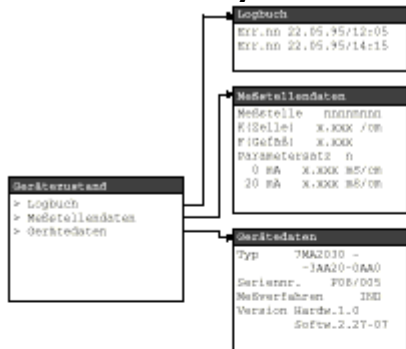 Logbuch
Err.nn 22.05.95/12:05
Err.nn 22.05.95/14:15
Meßstellendaten
Meßstelle nnnnnnnn
K(Zelle) x.xxx /cm
F(Gefäß) x.xxx
Parametersatz n
0 mA x.xxx mS/cm
20 mA x.xxx mS/cm
Gerätezustand
> Logbuch
> Meßstellendaten
> Gerätedaten
Gerätedaten
Typ 7MA2030 -
-3AA20-0AA0
Seriennr. F08/005
Meßverfahren IND
Version Hardw.1.0
Softw.2.27-07